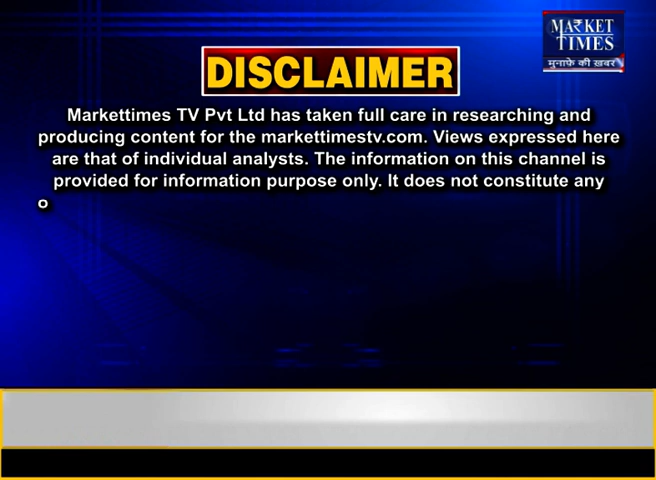 MARKET
TIMES
मुनाफे की ख़बर
DISCLAIMER
Markettimes TV Pvt Ltd has taken full care in researching and
producing content for the markettimestv.com. Views expressed here
are that of individual analysts. The information on this channel is
provided for information purpose only. It does not constitute any
o